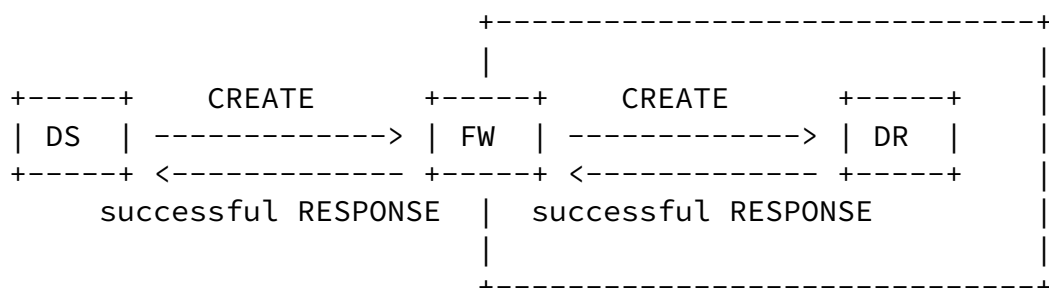 CREATE CREATE
DS FW DR
successful RESPONSE successful RESPONSE